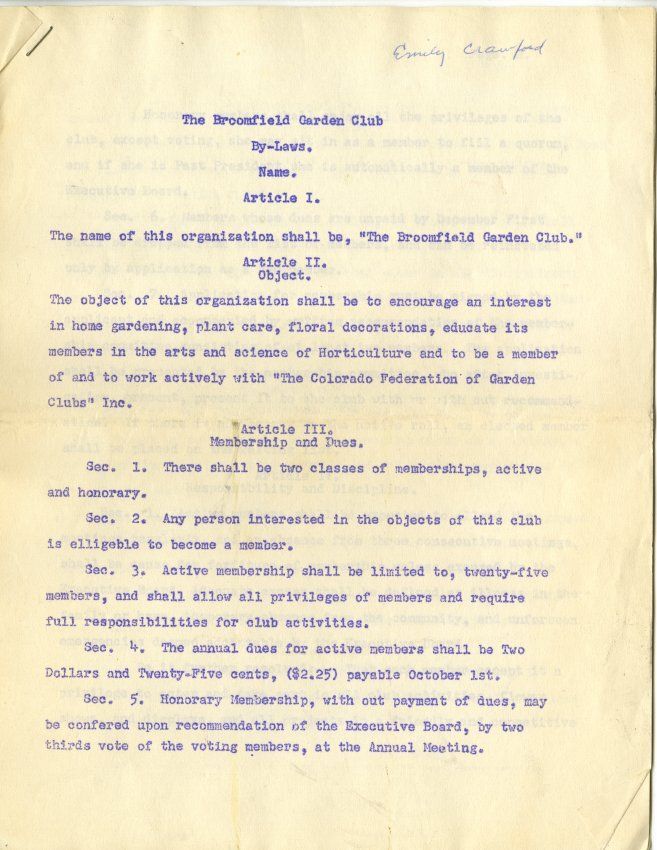 Emily Crawford
The Broomfield Garden Club
By-Laws.
Name.
Article I.
The name of this organization shall be, "The Broomfield Garden Club."
Article II.
Object.
The object of this organization shall be to encourage an interest
in home gardening, plant care, floral decorations, educate its
members in the arts and science of Horticulture and to be a member
of and to work actively with "The Colorado Federation of Garden
Clubs" Inc.
Article III.
Membership and Dues.
Sec. 1. There shall be two classes of memberships, active
and honorary.
Sec. 2. Any person interested in the objects of this club
is elligeble to become a member.
Sec. 3. Active membership shall be limited to, twenty-five
members, and shall allow all privileges of members and require
full responsibilities for club activities.
Sec. 4. The annual dues for active members shall be Two
Dollars and Twenty-Five cents, ($2.25) payable October 1st.
Sec. 5. Honorary Membership, with out payment of dues, may
be confered upon recommendation of the Executive Board, by two
thirds vote of the voting members, at the Annual Meeting.